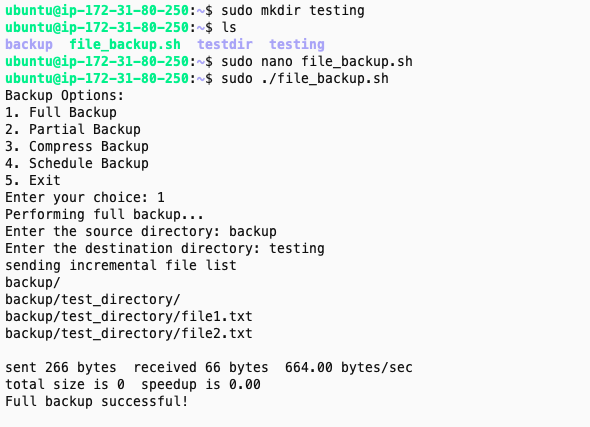 ubuntu@ip-172-31-80-250:~$ sudo mkdir testing
ubuntu@ip-172-31-80-250:~$ ls
backup  file_backup.sh  testdir  testing
ubuntu@ip-172-31-80-250:~$ sudo nano file_backup.sh
ubuntu@ip-172-31-80-250:~$ sudo ./file_backup.sh
Backup Options:
1. Full Backup
2. Partial Backup
3. Compress Backup
4. Schedule Backup
5. Exit
Enter your choice: 1
Performing full backup...
Enter the source directory: backup
Enter the destination directory: testing
sending incremental file list
backup/
backup/test_directory/
backup/test_directory/file1.txt
backup/test_directory/file2.txt

sent 266 bytes  received 66 bytes  664.00 bytes/sec
total size is 0  speedup is 0.00
Full backup successful!